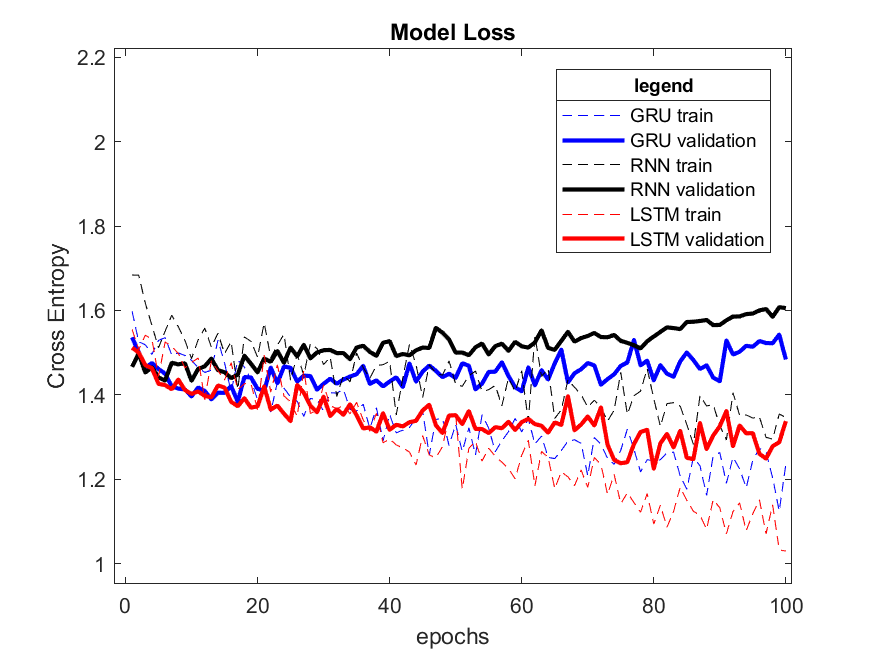 Model Loss
2.2
2
1.8
1.6
1.4
1.2
1
Cross Entropy
legend
GRU train
GRU validation
RNN train
RNN validation
LSTM train
LSTM validation
0 20 40 60 80 100
epochs